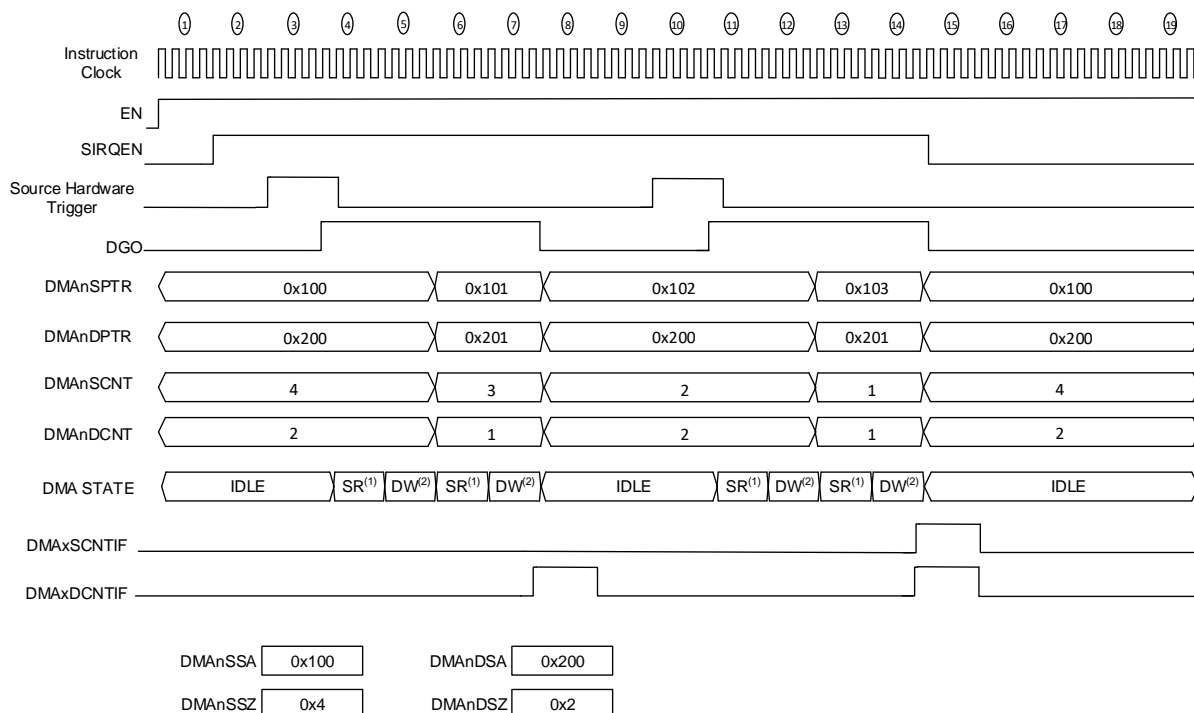 1 2 3 4 5 6 7 8 9 10 11 12 13 14 15 16 17 18 19
Instruction
Clock
EN
SIRQEN
Source Hardware
Trigger
DGO
DMAnSPTR 0x100 0x101 0x102 0x103 0x100
DMAnDPTR 0x200 0x201 0x200 0x201 0x200
DMAnSCNT 4 3 2 1 4
DMAnDCNT 2 1 2 1 2
DMA STATE IDLE SR(1) DW(2) SR(1) DW(2) IDLE SR(1) DW(2) SR(1) DW(2) IDLE
DMAxSCNTIF
DMAxDCNTIF
DMAnSSA 0x100 DMAnDSA 0x200
DMAnSSZ 0x4 DMAnDSZ 0x2